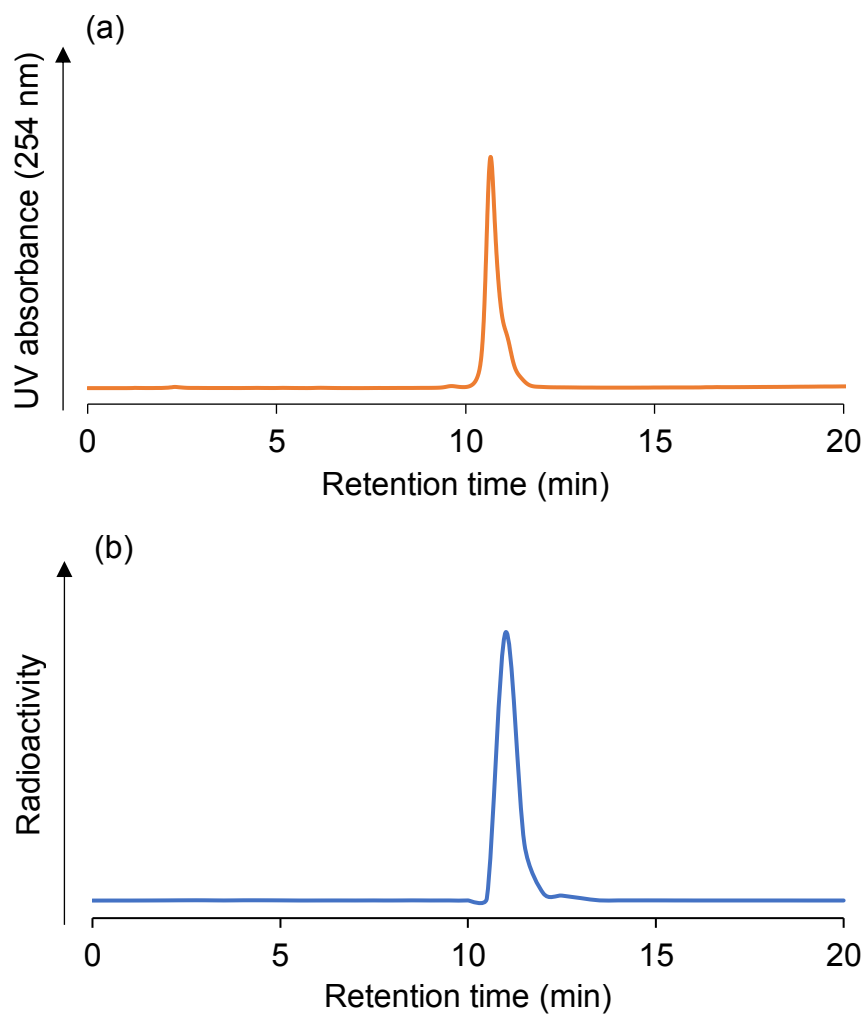 (a)
UV absorbance (254 nm)
0 5 10 15 20
Retention time (min)
(b)
Radioactivity
0 5 10 15 20
Retention time (min)